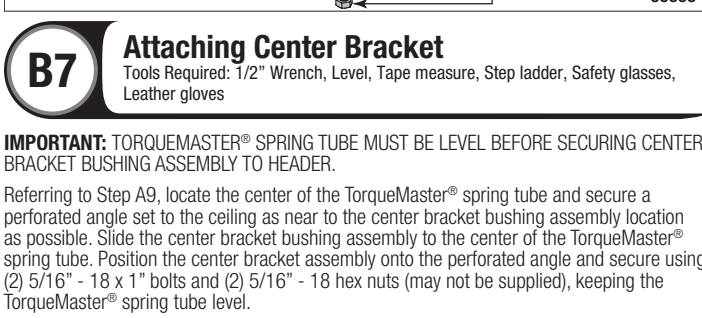 B7
Attaching Center Bracket
Tools Required: 1/2” Wrench, Level, Tape measure, Step ladder, Safety glasses,
Leather gloves
IMPORTANT: TORQUEMASTER® SPRING TUBE MUST BE LEVEL BEFORE SECURING CENTER
BRACKET BUSHING ASSEMBLY TO HEADER.
Referring to Step A9, locate the center of the TorqueMaster® spring tube and secure a
perforated angle set to the ceiling as near to the center bracket bushing assembly location
as possible. Slide the center bracket bushing assembly to the center of the TorqueMaster®
spring tube. Position the center bracket assembly onto the perforated angle and secure using
(2) 5/16” - 18 x 1” bolts and (2) 5/16” - 18 hex nuts (may not be supplied), keeping the
TorqueMaster® spring tube level.